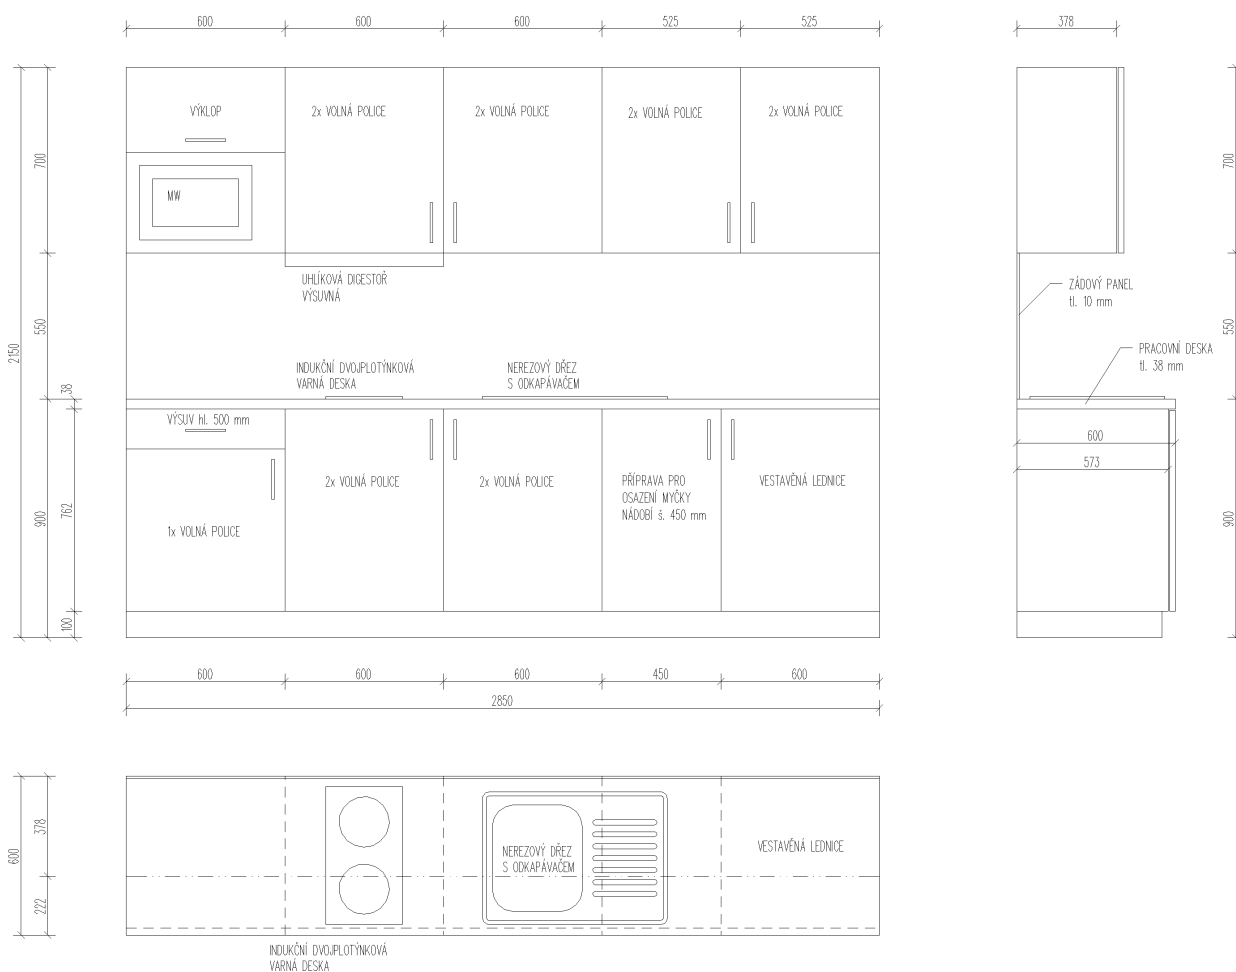 600
600
600
525
525
378
VÝKLOP
2x VOLNÁ POLICE
2x VOLNÁ POLICE
2x VOLNÁ POLICE
2x VOLNÁ POLICE
700
MW
700
UHLÍKOVÁ DIGESTOŘ
VÝSUVNÁ
ZÁDOVÝ PANEL
tl. 10 mm
2150
550
550
INDUKČNÍ DVOJPLOTÝNKOVÁ
VARNÁ DESKA
NEREZOVÝ DŘEZ
S ODKAPÁVAČEM
PRACOVNÍ DESKA
tl. 38 mm
38
VÝSUV hl. 500 mm
600
573
2x VOLNÁ POLICE
2x VOLNÁ POLICE
PŘÍPRAVA PRO
OSAZENÍ MYČKY
NÁDOBÍ š. 450 mm
VESTAVĚNÁ LEDNICE
900
762
1x VOLNÁ POLICE
900
100
600
600
600
450
600
2850
600
378
222
NEREZOVÝ DŘEZ
S ODKAPÁVAČEM
VESTAVĚNÁ LEDNICE
INDUKČNÍ DVOJPLOTÝNKOVÁ
VARNÁ DESKA